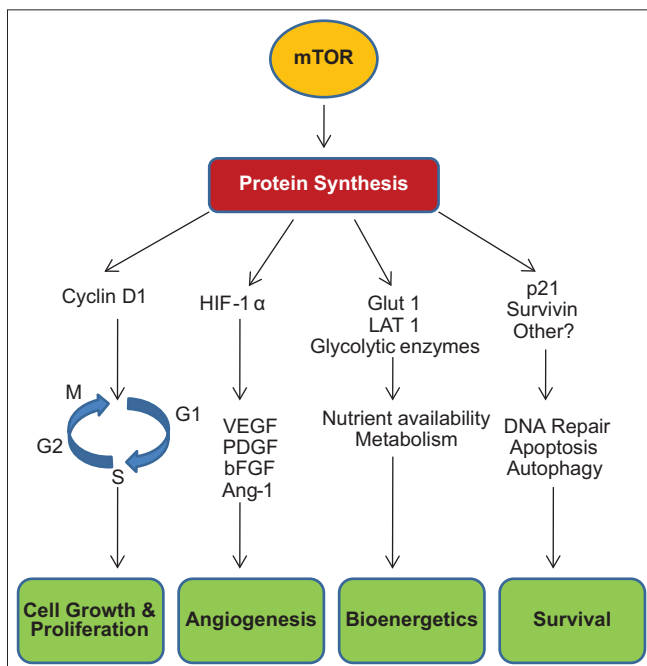 mTOR
Protein Synthesis
Cyclin D1
HIF-1 α
Glut 1
LAT 1
Glycolytic enzymes
p21
Survivin
Other?
M
G1
G2
S
VEGF
PDGF
bFGF
Ang-1
Nutrient availability
Metabolism
DNA Repair
Apoptosis
Autophagy
Cell Growth &
Proliferation
Angiogenesis
Bioenergetics
Survival